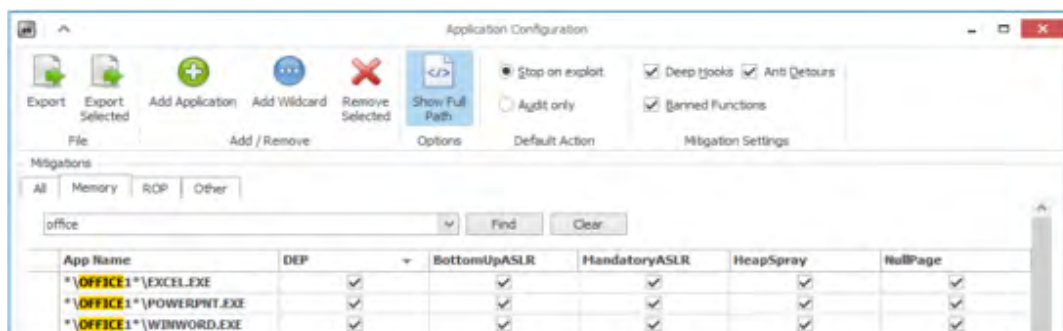 Application Configuration
Export
Export Selected
Add Application
Add Wildcard
Remove Selected
Show Full Path
Stop on exploit
Audit only
Deep Hooks
Anti Detours
Banned Functions
File
Add / Remove
Options
Default Action
Mitigation Settings
Mitigations
All Memory ROP Other
office
Find
Clear
App Name DEP BottomUpASLR MandatoryASLR HeapSpray NullPage
*\OFFICE1*\EXCEL.EXE
*\OFFICE1*\POWERPNT.EXE
*\OFFICE1*\WINWORD.EXE